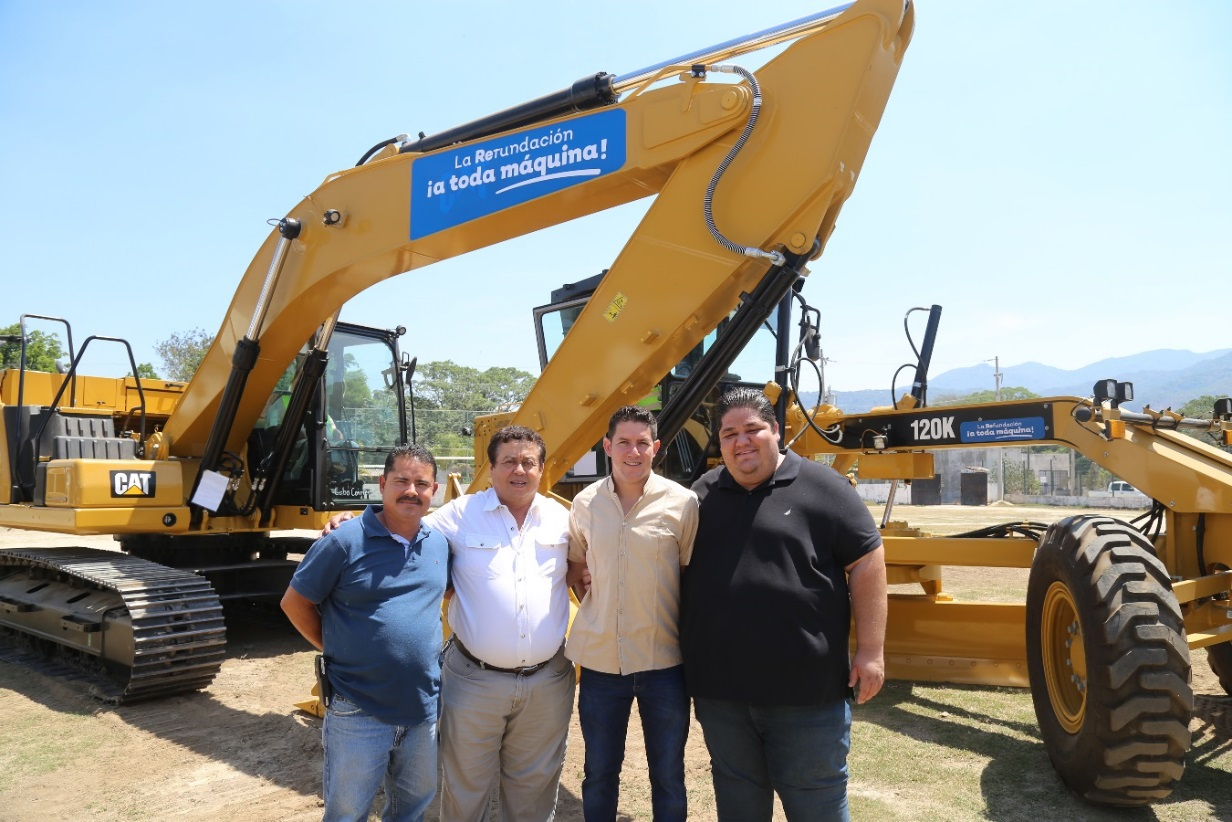 La Refundación
¡a toda máquina!
CAT
120K
La Refundación
¡a toda máquina!